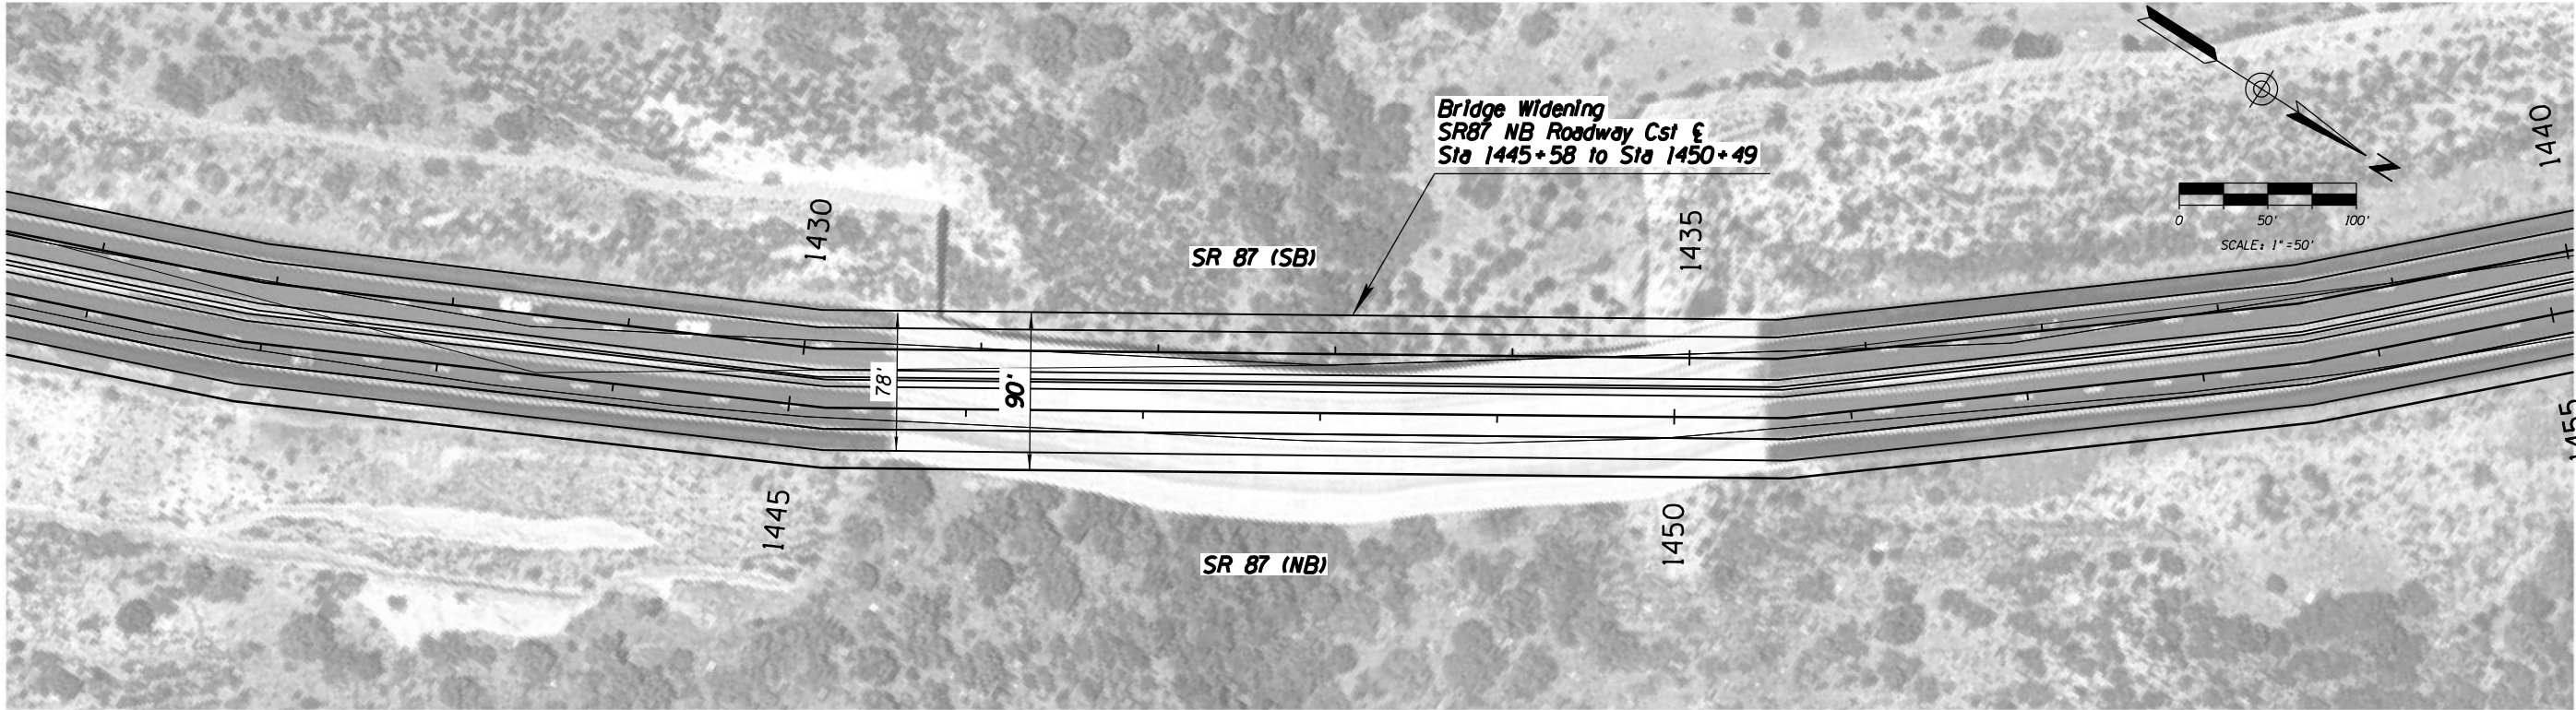 Bridge Widening
SR87 NB Roadway Cst ℄
Sta 1445+58 to Sta 1450+49
1440
0 50' 100'
SCALE: 1"=50'
1430
1435
SR 87 (SB)
78'
90'
1445
1450
1455
SR 87 (NB)
N